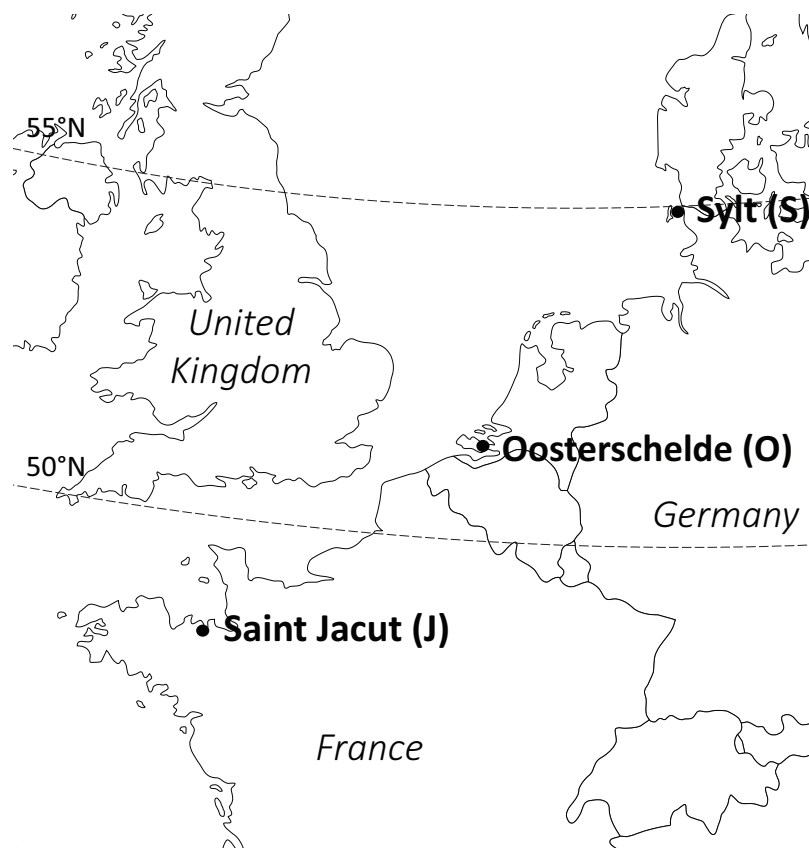 55°N
Sylt (S)
United
Kingdom
Oosterschelde (O)
50°N
Germany
Saint Jacut (J)
France